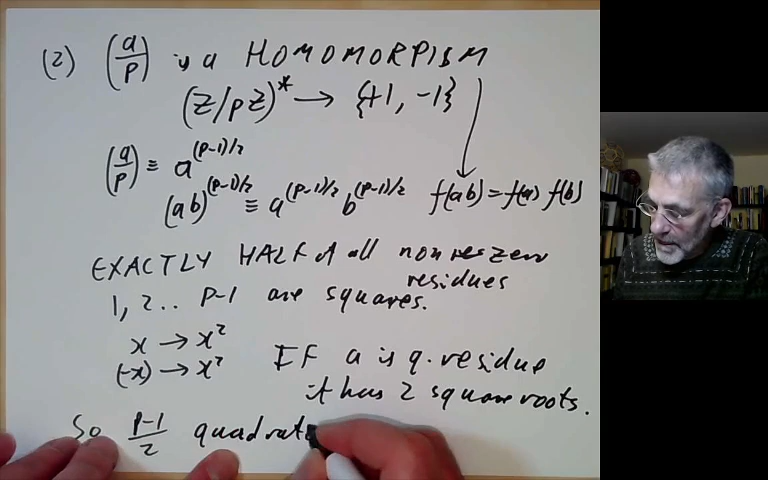 (2) (a/p) is a HOMOMORPISM
(Z/pZ)* → {+1, -1}
(a/p) ≡ a^(p-1)/2
(ab)^(p-1)/2 ≡ a^(p-1)/2 b^(p-1)/2 f(ab) = f(a) f(b)
EXACTLY HALF of all non zero
residues
1, 2 .. p-1 are squares.
x → x²
(-x) → x²
IF a is q. residue
it has 2 square roots.
So p-1/2 quadrat